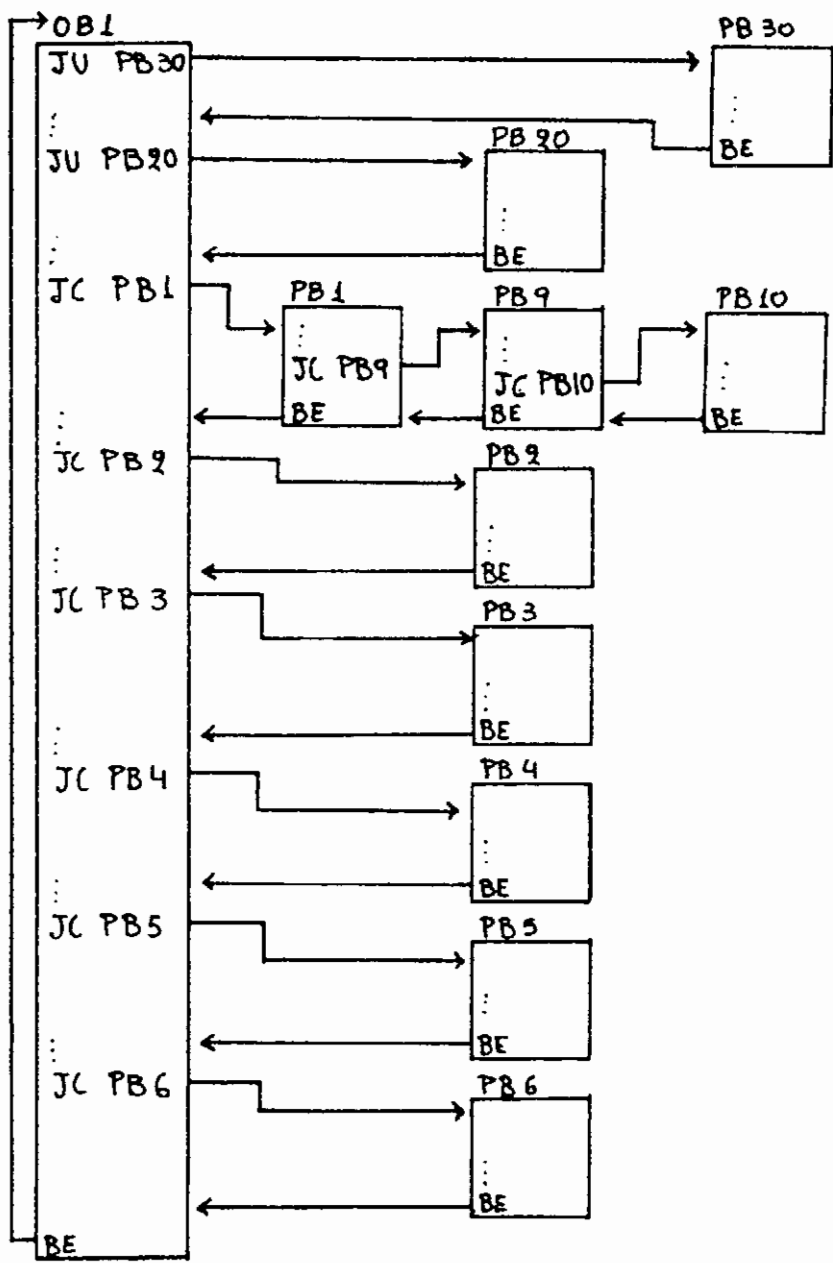 OB1
JU PB30
PB30
⋮
BE
⋮
JU PB20
PB20
⋮
BE
⋮
JC PB1
PB1
⋮
JC PB9
BE
PB9
⋮
JC PB10
BE
PB10
⋮
BE
⋮
JC PB2
PB2
⋮
BE
⋮
JC PB3
PB3
⋮
BE
⋮
JC PB4
PB4
⋮
BE
⋮
JC PB5
PB5
⋮
BE
⋮
JC PB6
PB6
⋮
BE
BE